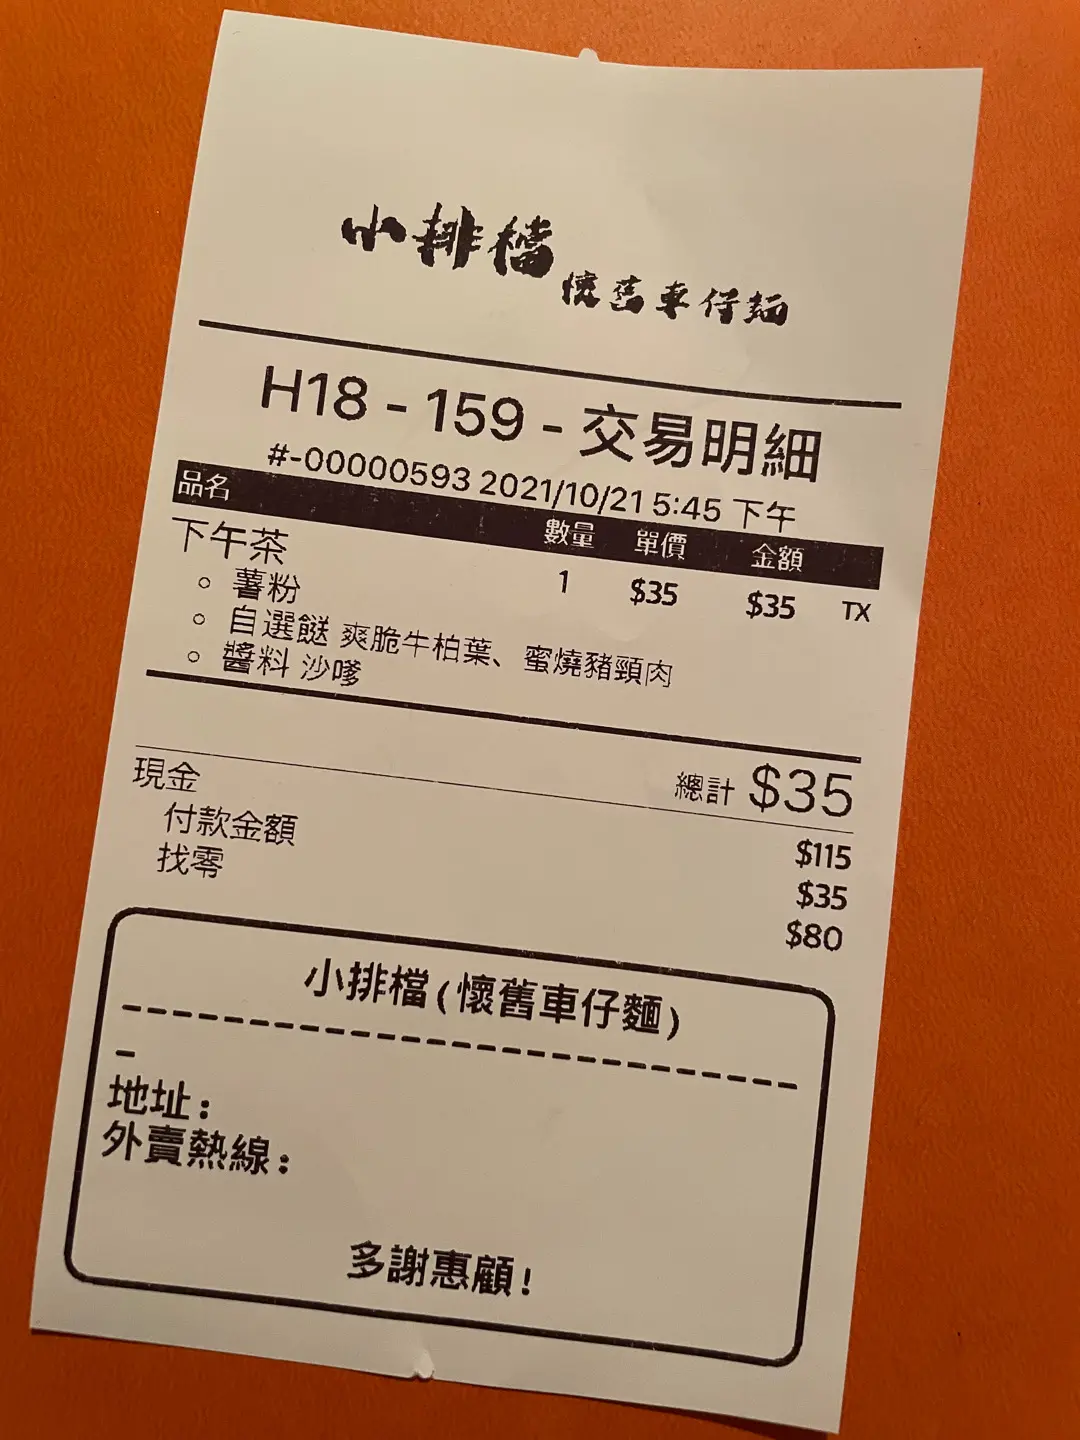 小排檔 懷舊車仔麵
H18 - 159 - 交易明細
#-00000593 2021/10/21 5:45 下午
品名 數量 單價 金額
下午茶 1 $35 $35 TX
◦ 薯粉
◦ 自選餸 爽脆牛柏葉、蜜燒豬頸肉
◦ 醬料 沙嗲
總計 $35
現金 $115
付款金額 $35
找零 $80
小排檔(懷舊車仔麵)
-----------------------------
-
地址:
外賣熱線:
多謝惠顧!